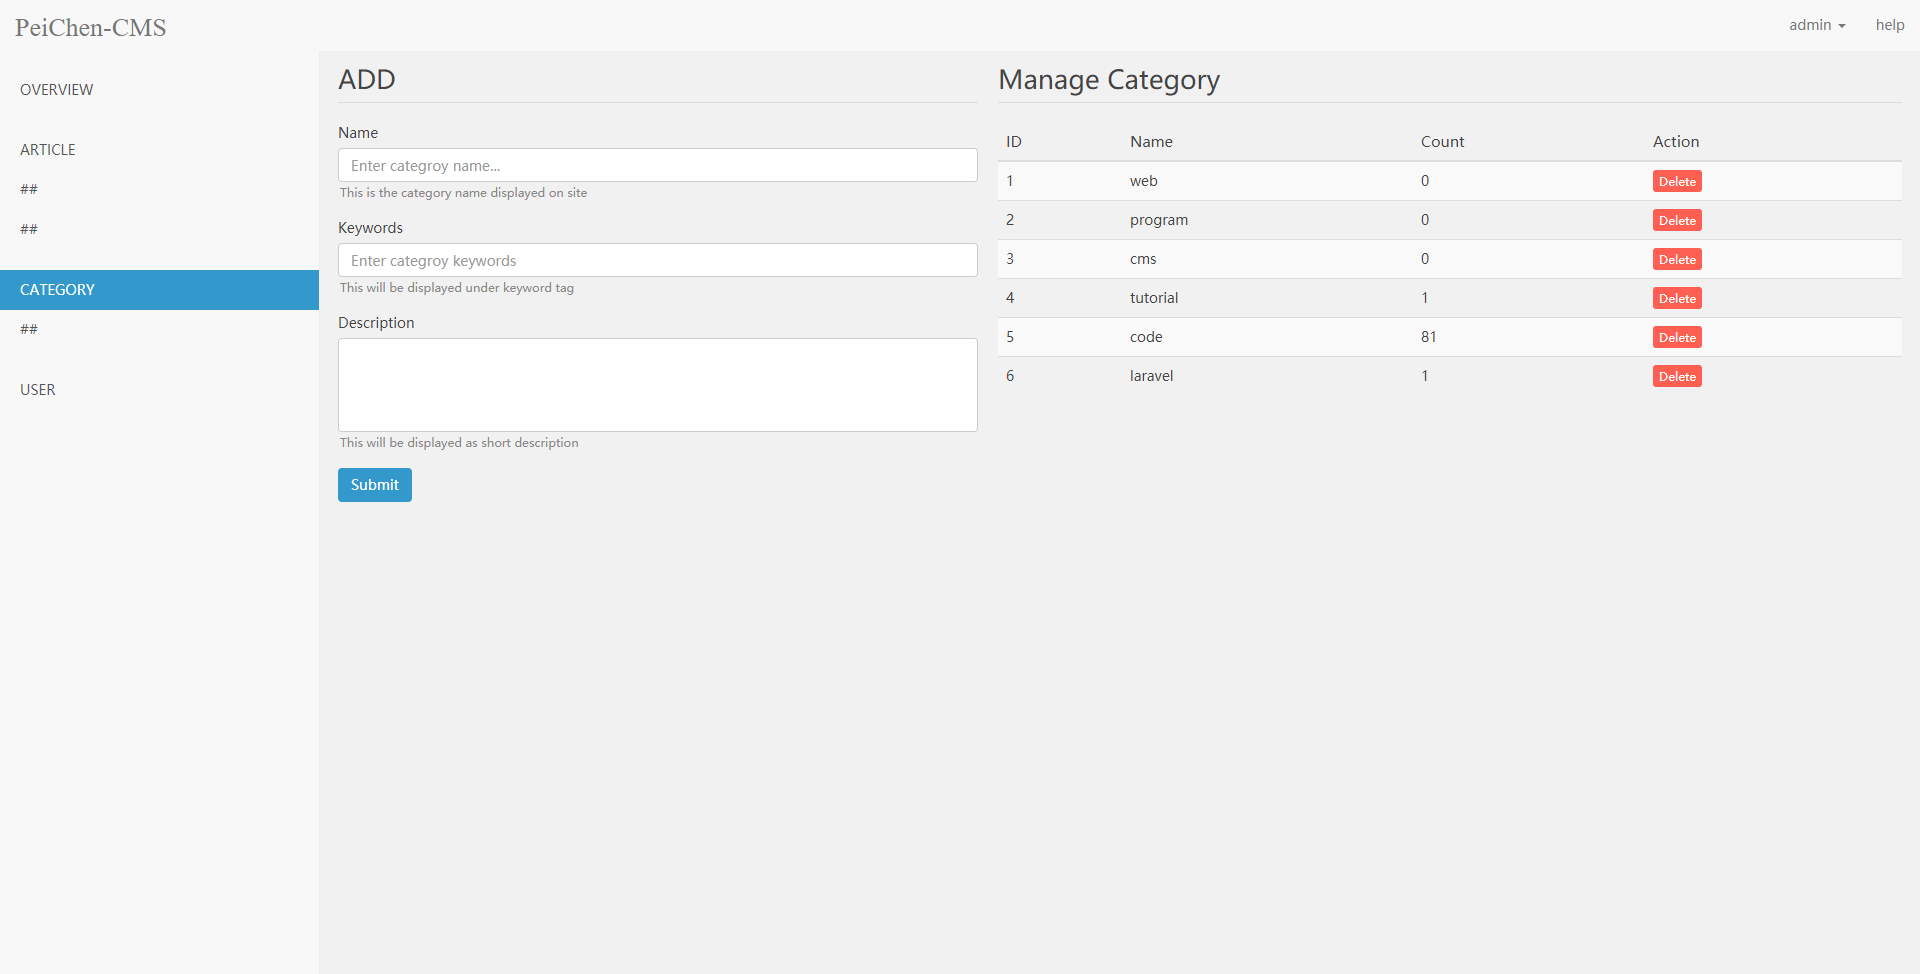 PeiChen-CMS
admin
help
OVERVIEW
ARTICLE
##
##
CATEGORY
##
USER
ADD
Name
Enter categroy name...
This is the category name displayed on site
Keywords
Enter categroy keywords
This will be displayed under keyword tag
Description
This will be displayed as short description
Submit
Manage Category
ID Name Count Action
1 web 0 Delete
2 program 0 Delete
3 cms 0 Delete
4 tutorial 1 Delete
5 code 81 Delete
6 laravel 1 Delete